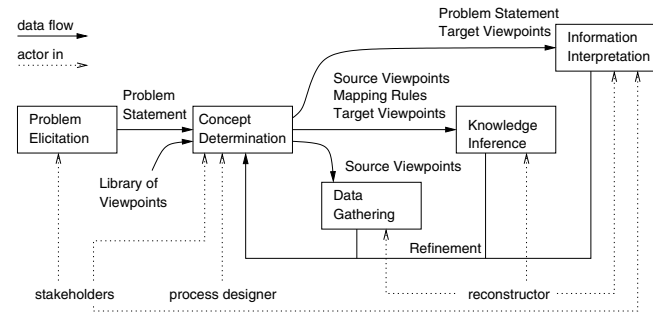 data flow
actor in
Problem Statement
Target Viewpoints
Information
Interpretation
Source Viewpoints
Mapping Rules
Target Viewpoints
Problem
Statement
Problem
Elicitation
Concept
Determination
Knowledge
Inference
Library of
Viewpoints
Source Viewpoints
Data
Gathering
Refinement
stakeholders
process designer
reconstructor